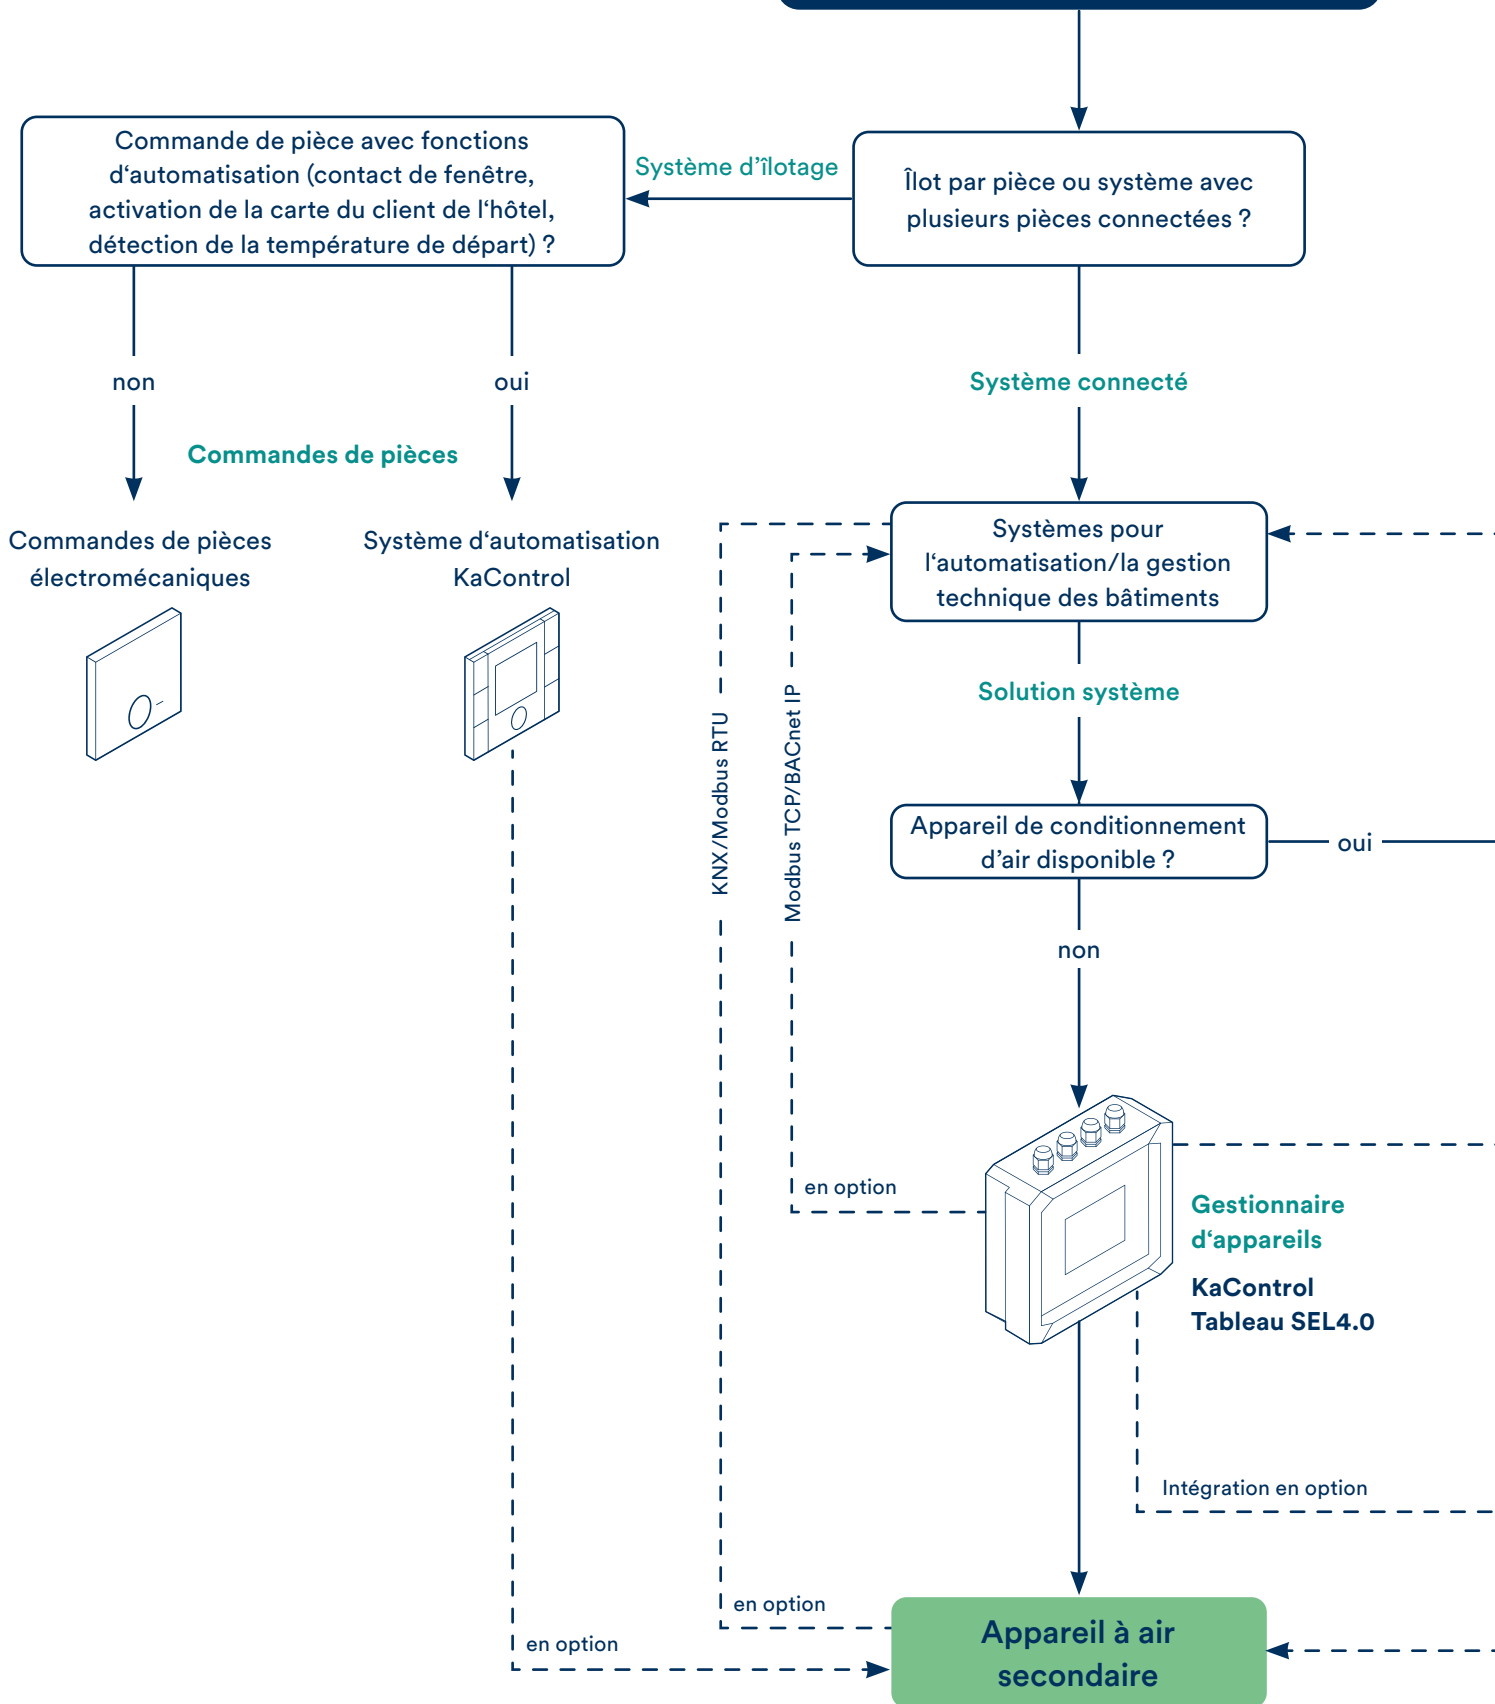 Commande de pièce avec fonctions
d‘automatisation (contact de fenêtre,
activation de la carte du client de l‘hôtel,
détection de la température de départ) ?
Système d’îlotage
Îlot par pièce ou système avec
plusieurs pièces connectées ?
non
oui
Système connecté
Commandes de pièces
Commandes de pièces
électromécaniques
Système d‘automatisation
KaControl
Systèmes pour
l‘automatisation/la gestion
technique des bâtiments
Solution système
KNX/Modbus RTU
Modbus TCP/BACnet IP
Appareil de conditionnement
d’air disponible ?
oui
non
en option
Gestionnaire
d‘appareils
KaControl
Tableau SEL4.0
Intégration en option
en option
en option
Appareil à air
secondaire